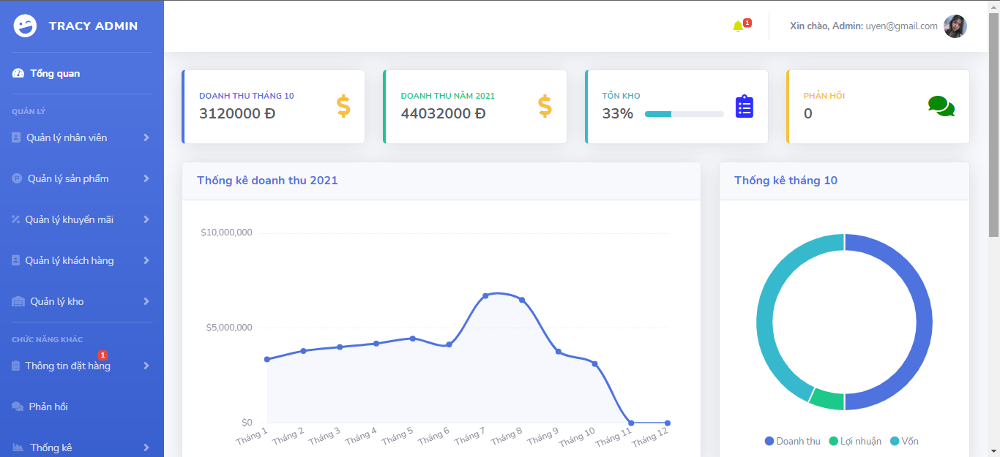 TRACY ADMIN
1
Xin chào, Admin: uyen@gmail.com
Tổng quan
QUẢN LÝ
Quản lý nhân viên
Quản lý sản phẩm
Quản lý khuyến mãi
Quản lý khách hàng
Quản lý kho
CHỨC NĂNG KHÁC
1
Thông tin đặt hàng
Phản hồi
Thống kê
DOANH THU THÁNG 10
3120000 Đ
DOANH THU NĂM 2021
44032000 Đ
TỒN KHO
33%
PHẢN HỒI
0
Thống kê doanh thu 2021
$10,000,000
$5,000,000
$0
Tháng 1
Tháng 2
Tháng 3
Tháng 4
Tháng 5
Tháng 6
Tháng 7
Tháng 8
Tháng 9
Tháng 10
Tháng 11
Tháng 12
Thống kê tháng 10
Doanh thu Lợi nhuận Vốn